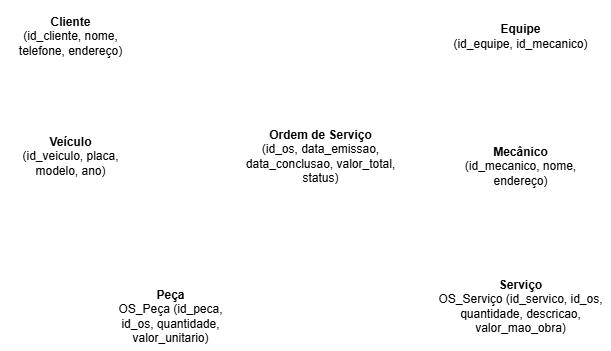 Cliente
(id_cliente, nome,
telefone, endereço)
Equipe
(id_equipe, id_mecanico)
Veículo
(id_veiculo, placa,
modelo, ano)
Ordem de Serviço
(id_os, data_emissao,
data_conclusao, valor_total,
status)
Mecânico
(id_mecanico, nome,
endereço)
Peça
OS_Peça (id_peca,
id_os, quantidade,
valor_unitario)
Serviço
OS_Serviço (id_servico, id_os,
quantidade, descricao,
valor_mao_obra)